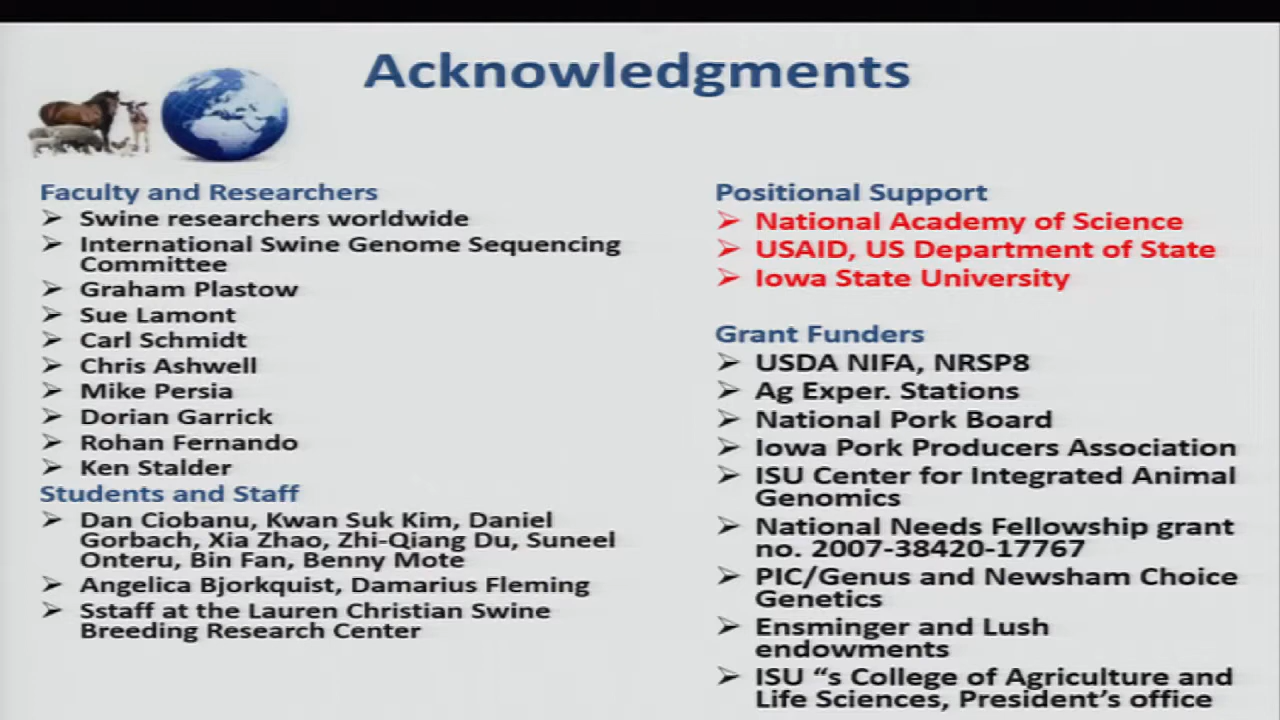 Acknowledgments
Faculty and Researchers
➢ Swine researchers worldwide
➢ International Swine Genome Sequencing
Committee
➢ Graham Plastow
➢ Sue Lamont
➢ Carl Schmidt
➢ Chris Ashwell
➢ Mike Persia
➢ Dorian Garrick
➢ Rohan Fernando
➢ Ken Stalder
Students and Staff
➢ Dan Ciobanu, Kwan Suk Kim, Daniel
Gorbach, Xia Zhao, Zhi-Qiang Du, Suneel
Onteru, Bin Fan, Benny Mote
➢ Angelica Bjorkquist, Damarius Fleming
➢ Sstaff at the Lauren Christian Swine
Breeding Research Center
Positional Support
➢ National Academy of Science
➢ USAID, US Department of State
➢ Iowa State University
Grant Funders
➢ USDA NIFA, NRSP8
➢ Ag Exper. Stations
➢ National Pork Board
➢ Iowa Pork Producers Association
➢ ISU Center for Integrated Animal
Genomics
➢ National Needs Fellowship grant
no. 2007-38420-17767
➢ PIC/Genus and Newsham Choice
Genetics
➢ Ensminger and Lush
endowments
➢ ISU “s College of Agriculture and
Life Sciences, President’s office